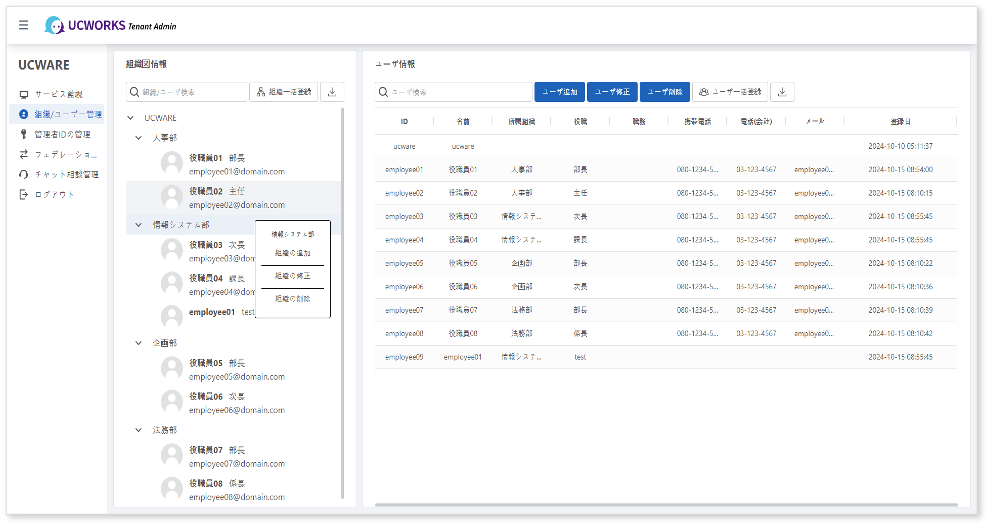 UCWORKS Tenant Admin
UCWARE
サービス監視
組織/ユーザー管理
管理者IDの管理
フェデレーショ...
チャット相談管理
ログアウト
組織図情報
組織/ユーザ検索
組織一括登録
UCWARE
人事部
役職員01 部長
employee01@domain.com
役職員02 主任
employee02@domain.com
情報システム部
役職員03 次長
employee03@doma
役職員04 課長
employee04@doma
employee01 test
情報システム部
組織の追加
組織の修正
組織の削除
企画部
役職員05 部長
employee05@domain.com
役職員06 次長
employee06@domain.com
法務部
役職員07 部長
employee07@domain.com
役職員08 係長
employee08@domain.com
ユーザ情報
ユーザ検索
ユーザ追加
ユーザ修正
ユーザ削除
ユーザー一括登録
ID 名前 所属組織 役職 職務 携帯電話 電話(会社) メール 登録日
ucware ucware 2024-10-10 05:11:37
employee01 役職員01 人事部 部長 080-1234-5... 03-123-4567 employee0... 2024-10-15 08:54:00
employee02 役職員02 人事部 主任 080-1234-5... 03-123-4567 employee0... 2024-10-15 08:10:15
employee03 役職員03 情報システ... 次長 080-1234-5... 03-123-4567 employee0... 2024-10-15 08:55:45
employee04 役職員04 情報システ... 課長 080-1234-5... 03-123-4567 employee0... 2024-10-15 08:55:45
employee05 役職員05 企画部 部長 080-1234-5... 03-123-4567 employee0... 2024-10-15 08:10:22
employee06 役職員06 企画部 次長 080-1234-5... 03-123-4567 employee0... 2024-10-15 08:10:36
employee07 役職員07 法務部 部長 080-1234-5... 03-123-4567 employee0... 2024-10-15 08:10:39
employee08 役職員08 法務部 係長 080-1234-5... 03-123-4567 employee0... 2024-10-15 08:10:42
employee09 employee01 情報システ... test 2024-10-15 08:55:45